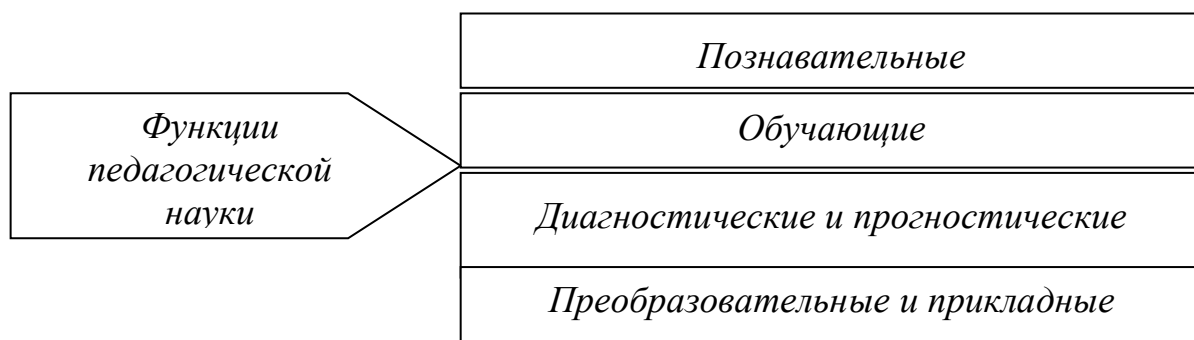 Функции
педагогической
науки
Познавательные
Обучающие
Диагностические и прогностические
Преобразовательные и прикладные